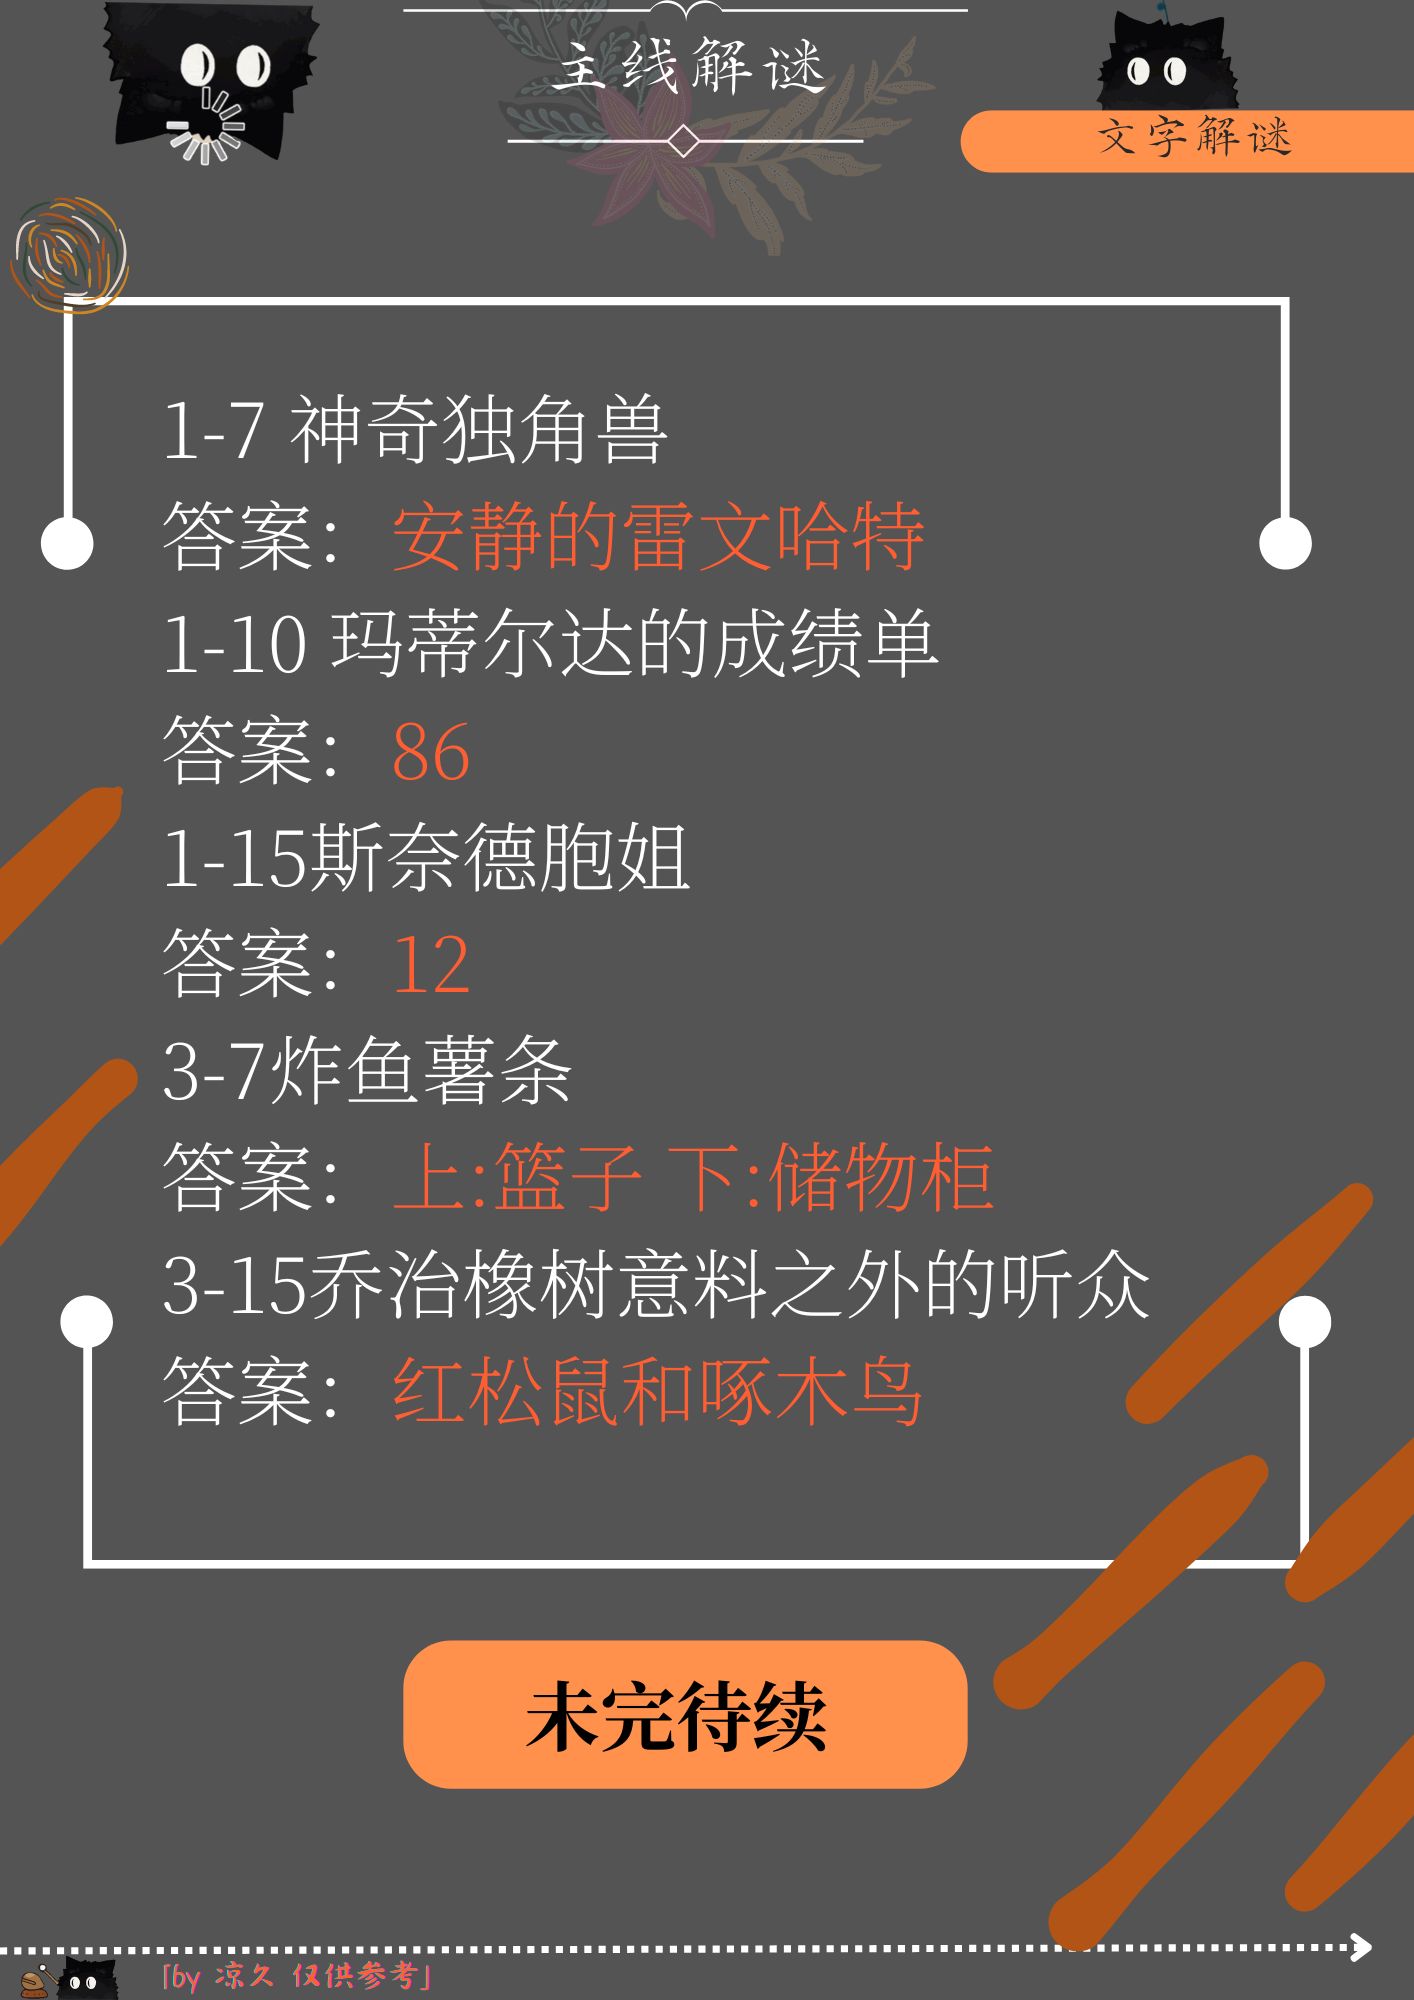 主线解谜
文字解谜
1-7 神奇独角兽
答案： 安静的雷文哈特
1-10 玛蒂尔达的成绩单
答案： 86
1-15斯奈德胞姐
答案： 12
3-7炸鱼薯条
答案： 上:篮子 下:储物柜
3-15乔治橡树意料之外的听众
答案： 红松鼠和啄木鸟
未完待续
「by 凉久 仅供参考」